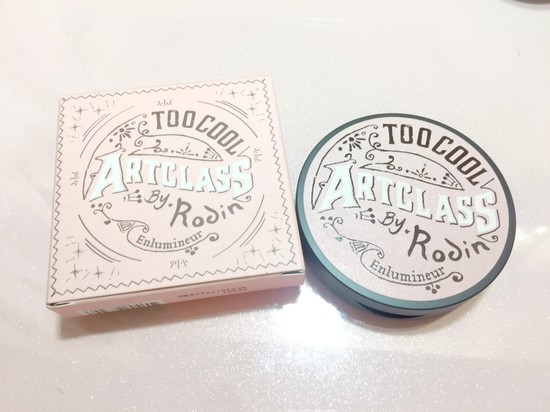 TOO COOL
ARTCLASS
By. Rodin
Enlumineur
TOO COOL
ARTCLASS
By. Rodin
Enlumineur